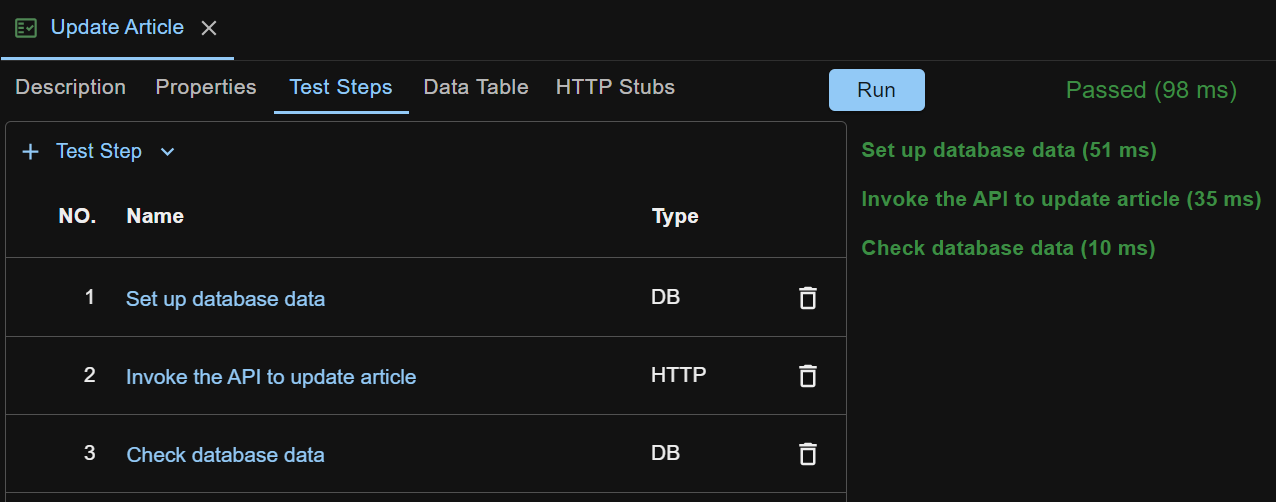 Update Article
Description Properties Test Steps Data Table HTTP Stubs Run Passed (98 ms)
Test Step
NO. Name Type
1 Set up database data DB
2 Invoke the API to update article HTTP
3 Check database data DB
Set up database data (51 ms)
Invoke the API to update article (35 ms)
Check database data (10 ms)